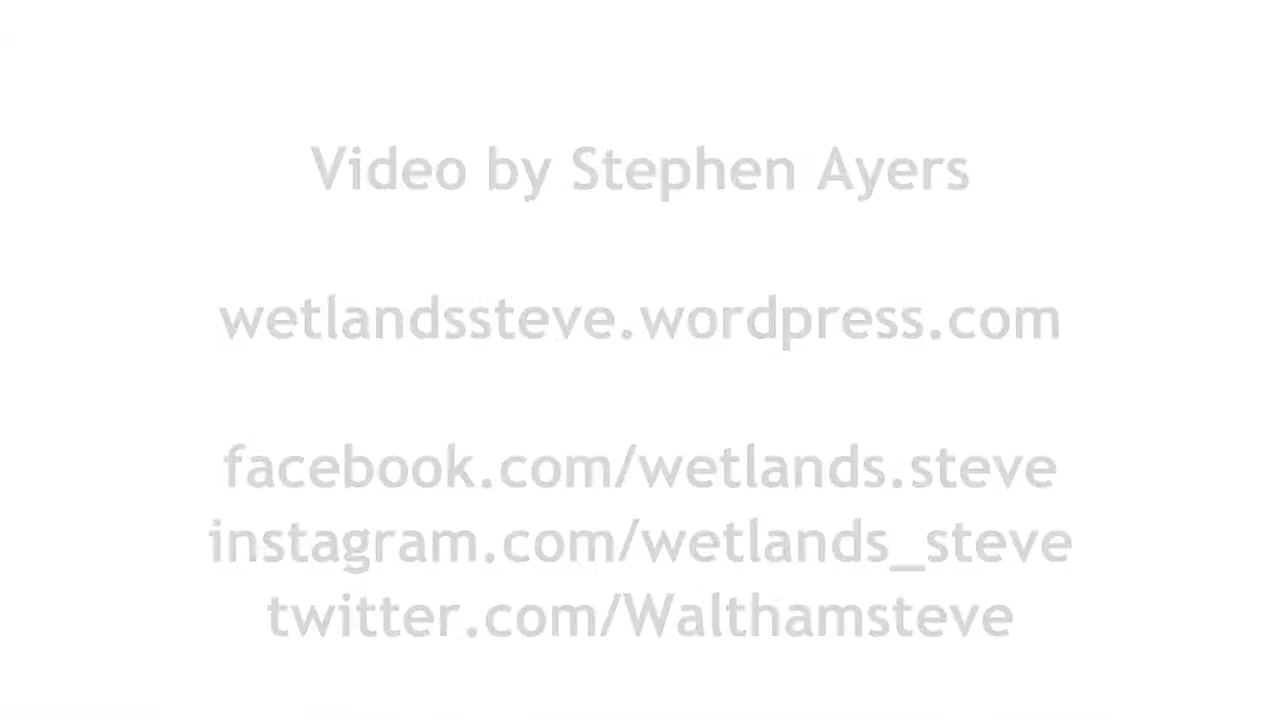 Video by Stephen Ayers
wetlandssteve.wordpress.com
facebook.com/wetlands.steve
instagram.com/wetlands_steve
twitter.com/Walthamsteve